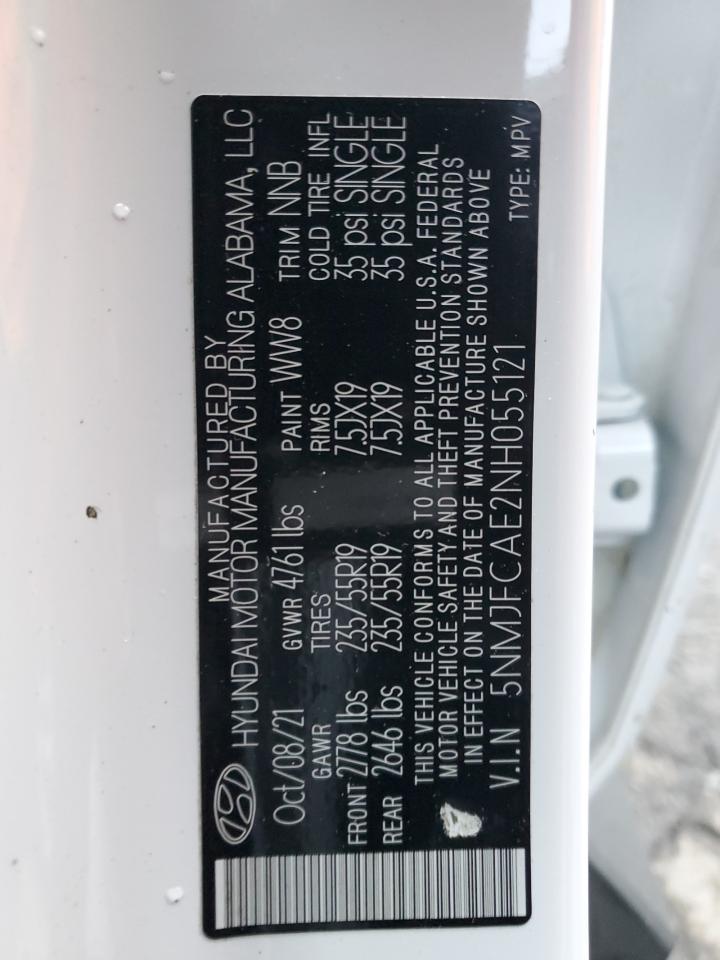 MANUFACTURED BY
HYUNDAI MOTOR MANUFACTURING ALABAMA, LLC
Oct/08/21 GVWR 4761 lbs PAINT WW8 TRIM NNB
GAWR TIRES RIMS COLD TIRE INFL
FRONT 2778 lbs 235/55R19 7.5JX19 35 psi SINGLE
REAR 2646 lbs 235/55R19 7.5JX19 35 psi SINGLE
THIS VEHICLE CONFORMS TO ALL APPLICABLE U.S.A. FEDERAL
MOTOR VEHICLE SAFETY AND THEFT PREVENTION STANDARDS
IN EFFECT ON THE DATE OF MANUFACTURE SHOWN ABOVE
V.I.N 5NMJFCAE2NH055121 TYPE: MPV